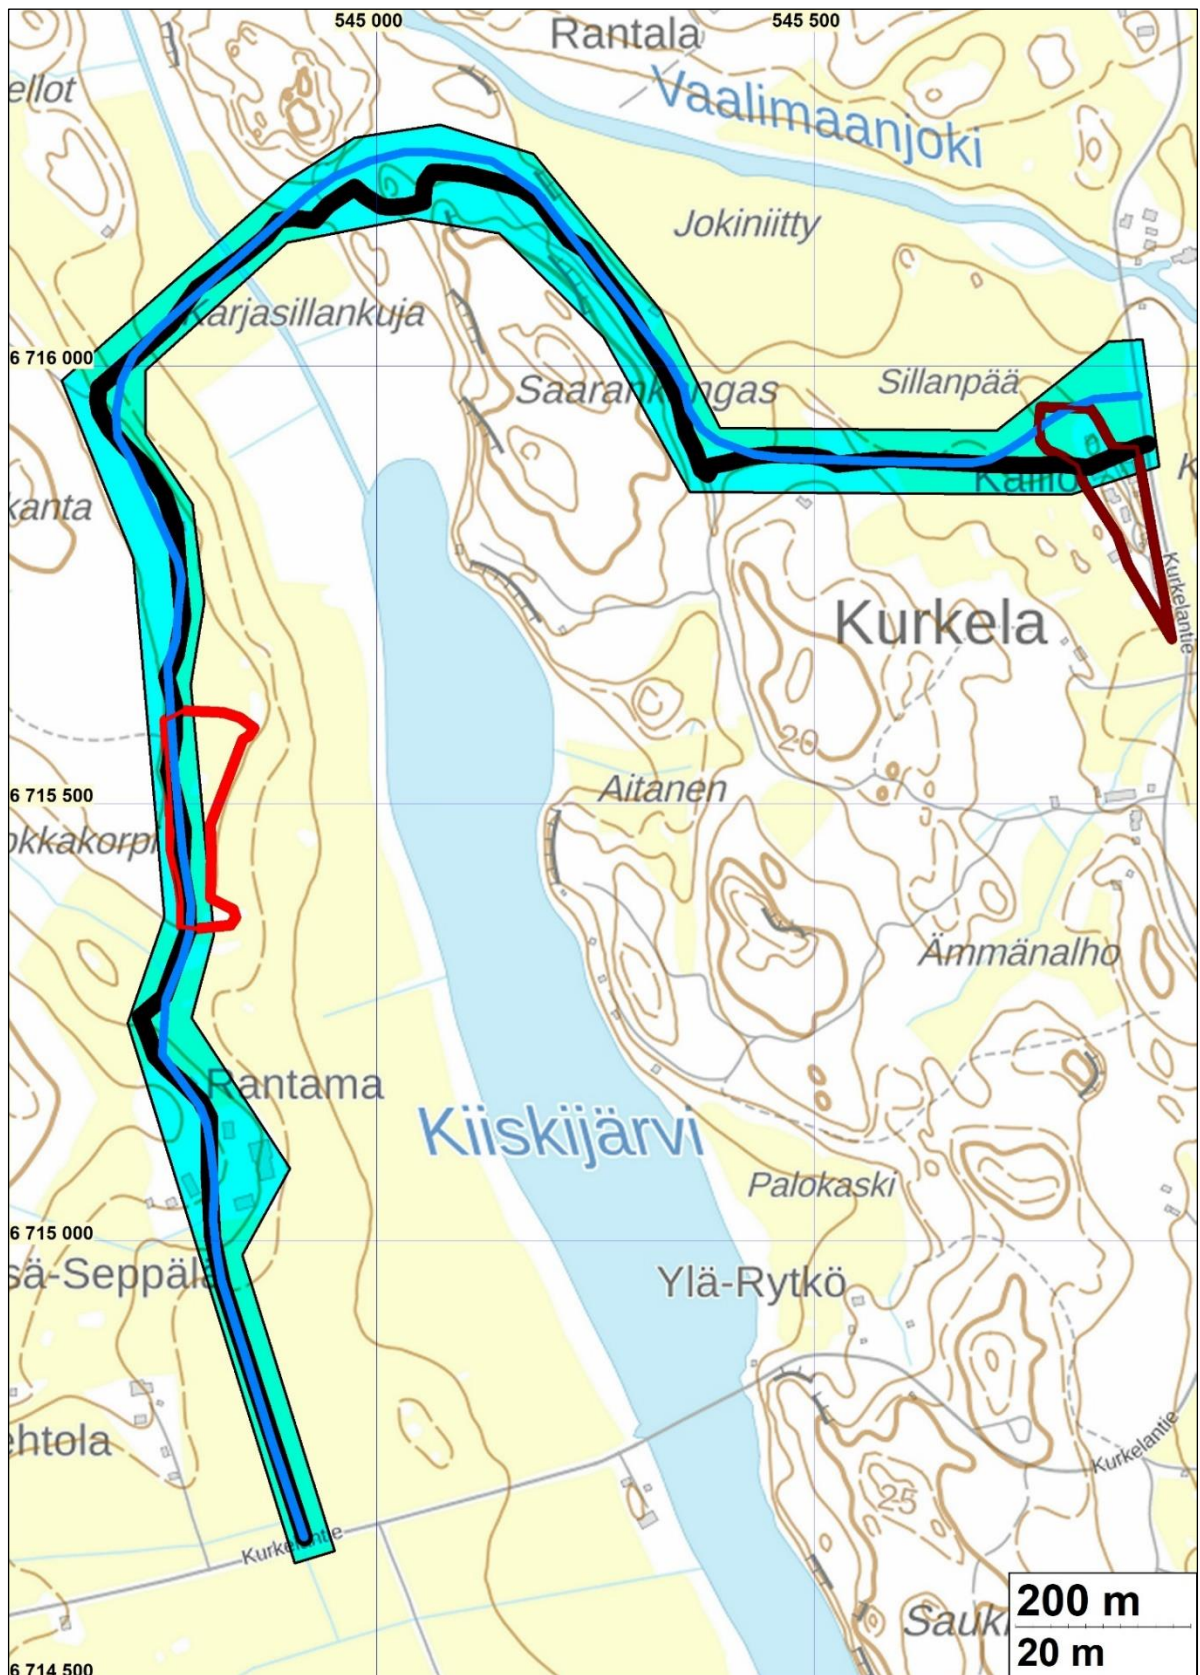 545 000
545 500
Rantala
Vaalimaanjoki
ellot
Jokiniitty
Karjasillankuja
6 716 000
Saarankangas
Sillanpää
Kallio
kanta
Kurkela
Kurkelantie
20
Aitanen
6 715 500
okkakorpi
Ämmänalho
Rantama
Kiiskijärvi
Palokaski
6 715 000
sä-Seppälä
Ylä-Rytkö
ehtola
Kurkelantie
25
Kurkelantie
200 m
20 m
6 714 500